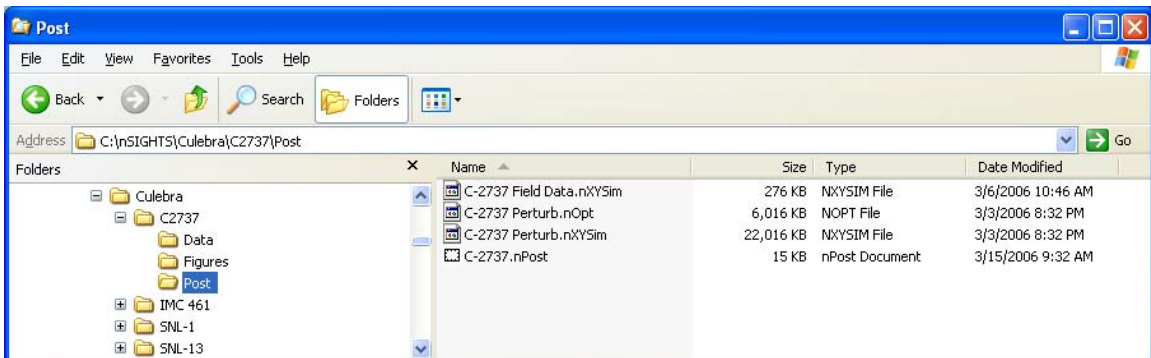 Post
File Edit View Favorites Tools Help
Back Search Folders
Address C:\nSIGHTS\Culebra\C2737\Post Go
Folders Name Size Type Date Modified
Culebra C-2737 Field Data.nXYSim 276 KB NXYSIM File 3/6/2006 10:46 AM
C2737 C-2737 Perturb.nOpt 6,016 KB NOPT File 3/3/2006 8:32 PM
Data C-2737 Perturb.nXYSim 22,016 KB NXYSIM File 3/3/2006 8:32 PM
Figures C-2737.nPost 15 KB nPost Document 3/15/2006 9:32 AM
Post
IMC 461
SNL-1
SNL-13